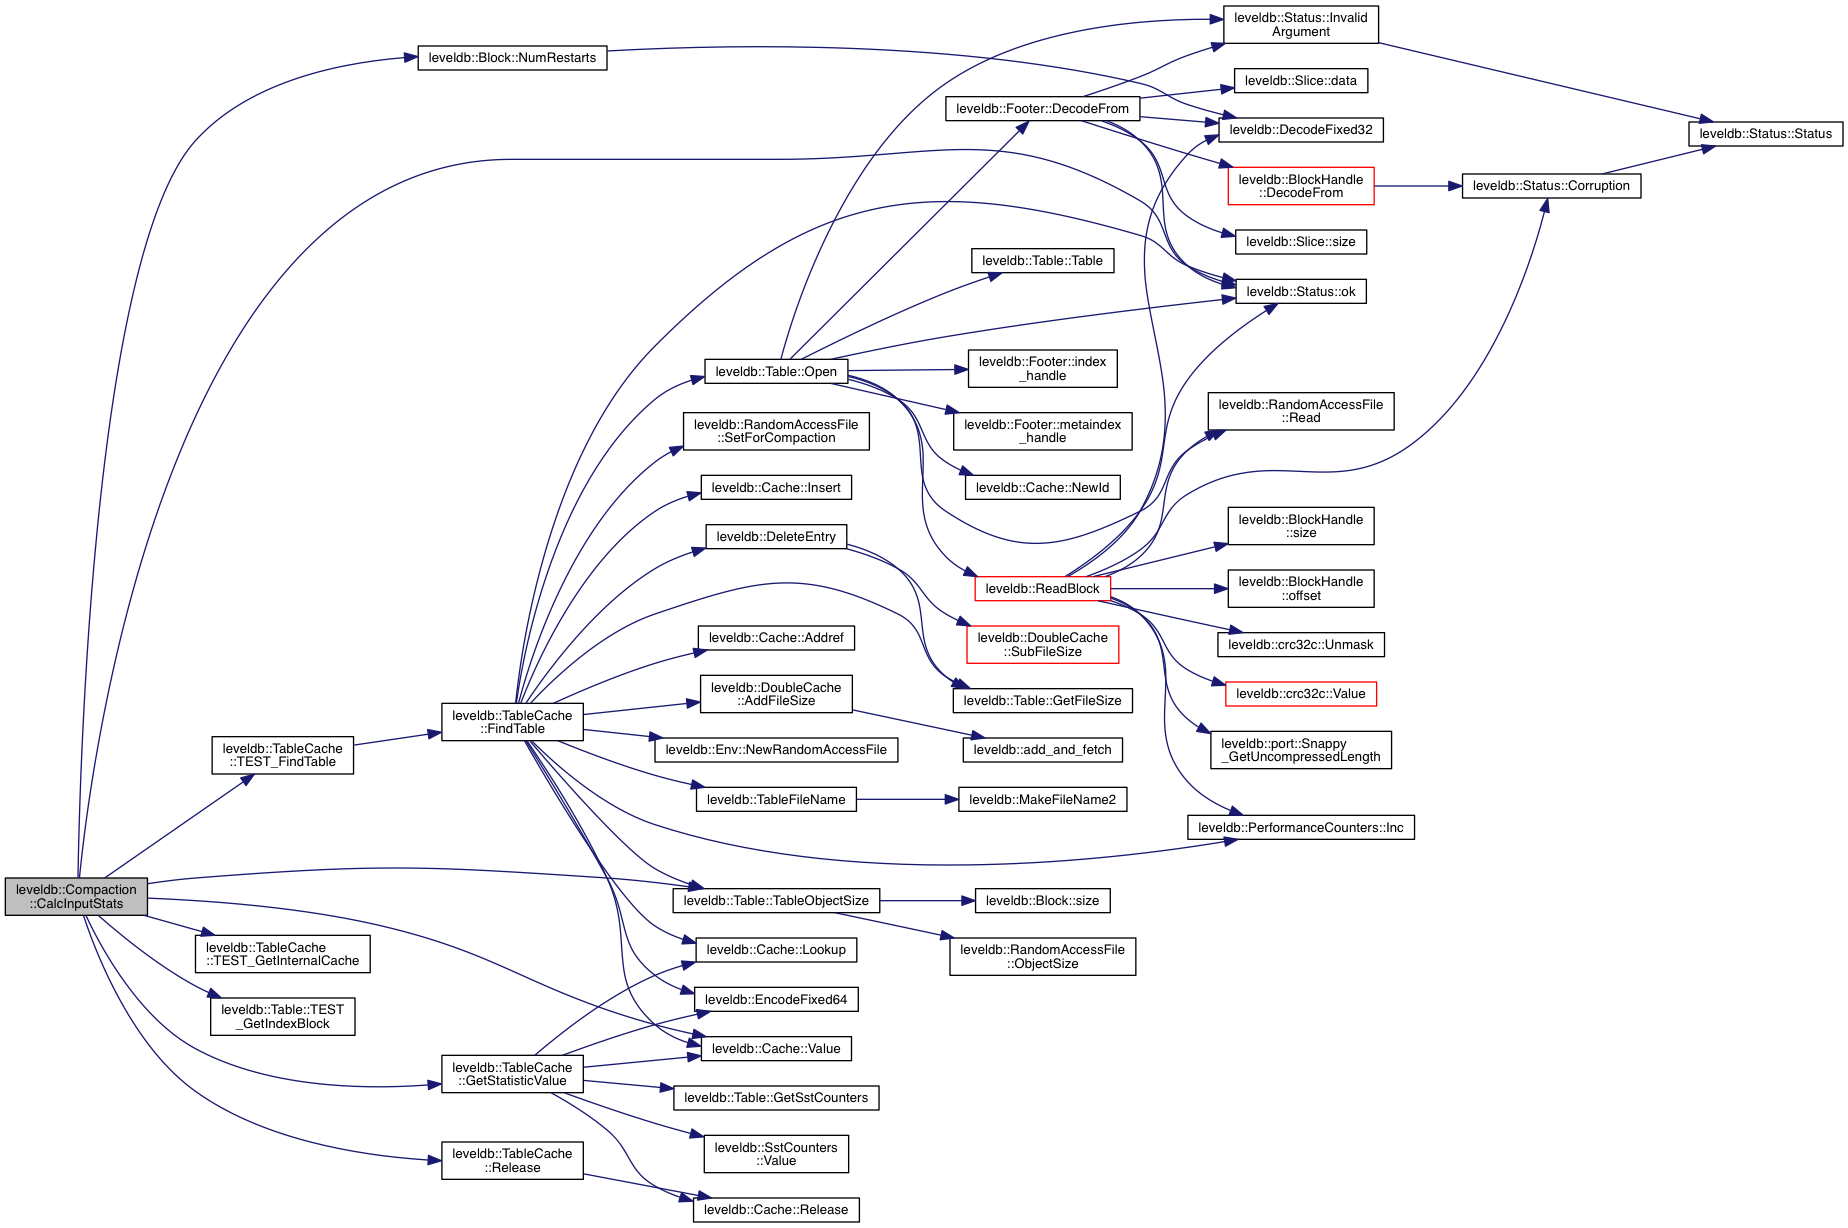 leveldb::Compaction
::CalcInputStats
leveldb::Block::NumRestarts
leveldb::TableCache
::TEST_FindTable
leveldb::TableCache
::TEST_GetInternalCache
leveldb::Table::TEST
_GetIndexBlock
leveldb::TableCache
::FindTable
leveldb::TableCache
::GetStatisticValue
leveldb::TableCache
::Release
leveldb::Table::Open
leveldb::RandomAccessFile
::SetForCompaction
leveldb::Cache::Insert
leveldb::DeleteEntry
leveldb::Cache::Addref
leveldb::DoubleCache
::AddFileSize
leveldb::Env::NewRandomAccessFile
leveldb::TableFileName
leveldb::Table::TableObjectSize
leveldb::Cache::Lookup
leveldb::EncodeFixed64
leveldb::Cache::Value
leveldb::Table::GetSstCounters
leveldb::SstCounters
::Value
leveldb::Cache::Release
leveldb::Footer::DecodeFrom
leveldb::Table::Table
leveldb::Footer::index
_handle
leveldb::Footer::metaindex
_handle
leveldb::Cache::NewId
leveldb::ReadBlock
leveldb::DoubleCache
::SubFileSize
leveldb::Table::GetFileSize
leveldb::add_and_fetch
leveldb::MakeFileName2
leveldb::Block::size
leveldb::RandomAccessFile
::ObjectSize
leveldb::Status::Invalid
Argument
leveldb::Slice::data
leveldb::DecodeFixed32
leveldb::BlockHandle
::DecodeFrom
leveldb::Slice::size
leveldb::Status::ok
leveldb::RandomAccessFile
::Read
leveldb::BlockHandle
::size
leveldb::BlockHandle
::offset
leveldb::crc32c::Unmask
leveldb::crc32c::Value
leveldb::port::Snappy
_GetUncompressedLength
leveldb::PerformanceCounters::Inc
leveldb::Status::Corruption
leveldb::Status::Status